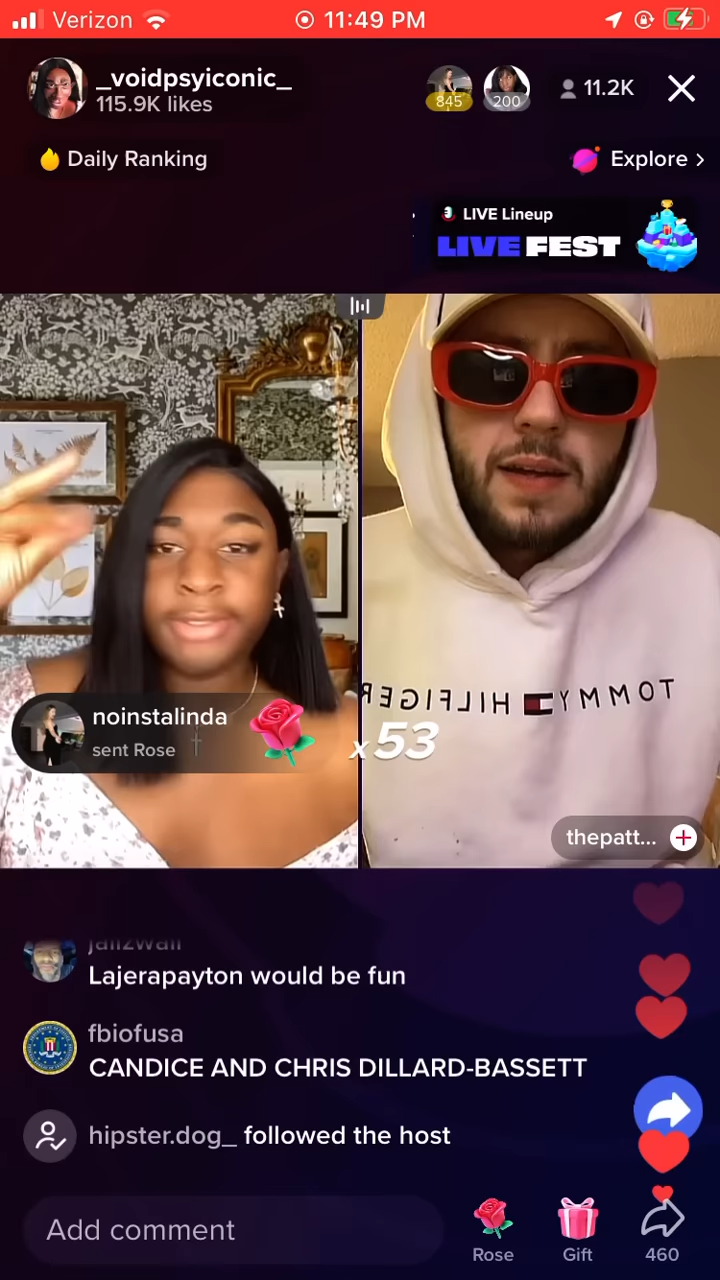 Verizon
11:49 PM
_voidpsyiconic_
115.9K likes
845
200
11.2K
Daily Ranking
Explore >
LIVE Lineup
LIVE FEST
TOMMY HILFIGER
noinstalinda
sent Rose
x53
thepatt...
jali2wali
Lajerapayton would be fun
fbiofusa
CANDICE AND CHRIS DILLARD-BASSETT
hipster.dog_ followed the host
Add comment
Rose
Gift
460